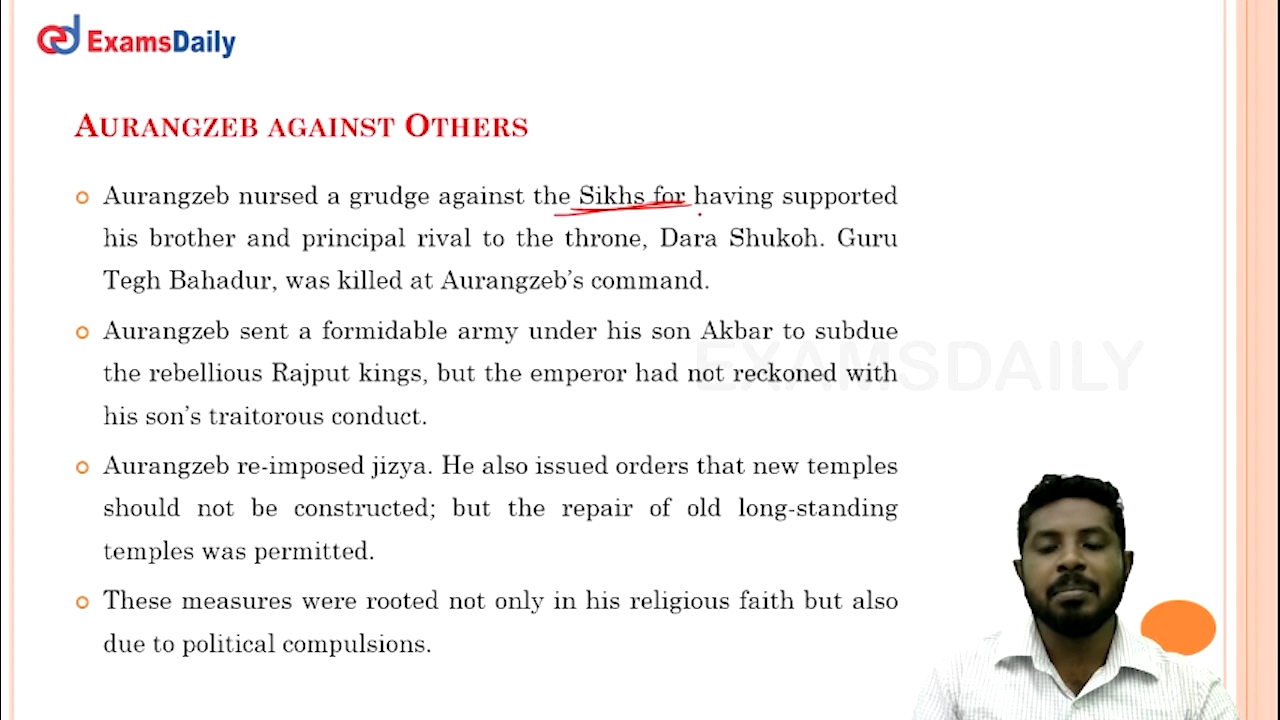 ExamsDaily
AURANGZEB AGAINST OTHERS
Aurangzeb nursed a grudge against the Sikhs for having supported
his brother and principal rival to the throne, Dara Shukoh. Guru
Tegh Bahadur, was killed at Aurangzeb's command.
Aurangzeb sent a formidable army under his son Akbar to subdue
the rebellious Rajput kings, but the emperor had not reckoned with
his son's traitorous conduct.
EXAMSDAILY
Aurangzeb re-imposed jizya. He also issued orders that new temples
should not be constructed; but the repair of old long-standing
temples was permitted.
These measures were rooted not only in his religious faith but also
due to political compulsions.